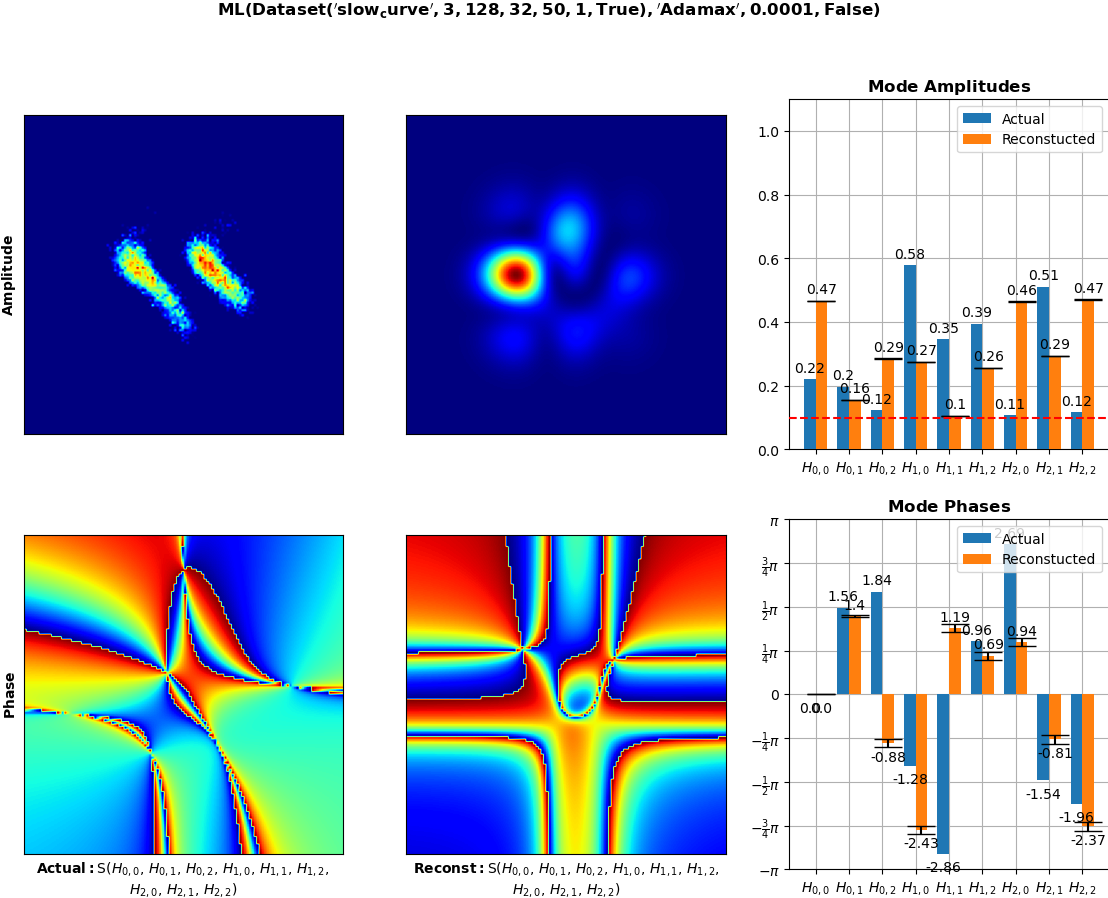 ML(Dataset('slow_curve', 3, 128, 32, 50, 1, True), 'Adamax', 0.0001, False)
Amplitude
Mode Amplitudes
Actual
Reconstucted
1.0
0.8
0.6
0.4
0.2
0.0
0.22
0.47
0.2
0.16
0.12
0.29
0.58
0.27
0.35
0.1
0.39
0.26
0.11
0.46
0.51
0.29
0.12
0.47
H0,0 H0,1 H0,2 H1,0 H1,1 H1,2 H2,0 H2,1 H2,2
Phase
Actual: S(H0,0, H0,1, H0,2, H1,0, H1,1, H1,2,
H2,0, H2,1, H2,2)
Reconst: S(H0,0, H0,1, H0,2, H1,0, H1,1, H1,2,
H2,0, H2,1, H2,2)
Mode Phases
Actual
Reconstucted
π
3/4π
1/2π
1/4π
0
−1/4π
−1/2π
−3/4π
−π
0.0
0.0
1.56
1.4
1.84
-0.88
-1.28
-2.43
-2.86
1.19
0.96
0.69
2.69
0.94
-1.54
-0.81
-1.96
-2.37
H0,0 H0,1 H0,2 H1,0 H1,1 H1,2 H2,0 H2,1 H2,2